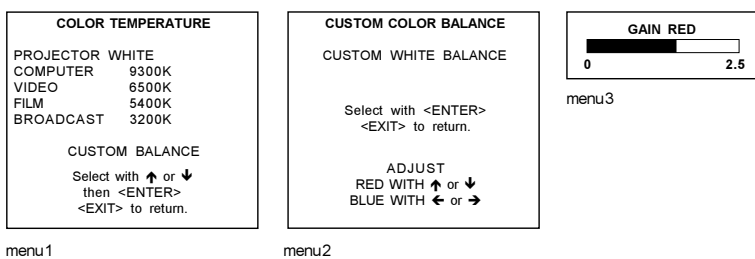 COLOR TEMPERATURE
PROJECTOR WHITE
COMPUTER 9300K
VIDEO 6500K
FILM 5400K
BROADCAST 3200K
CUSTOM BALANCE
Select with ↑ or ↓
then <ENTER>
<EXIT> to return.
menu1
CUSTOM COLOR BALANCE
CUSTOM WHITE BALANCE
Select with <ENTER>
<EXIT> to return.
ADJUST
RED WITH ↑ or ↓
BLUE WITH ← or →
menu2
GAIN RED
0 2.5
menu3